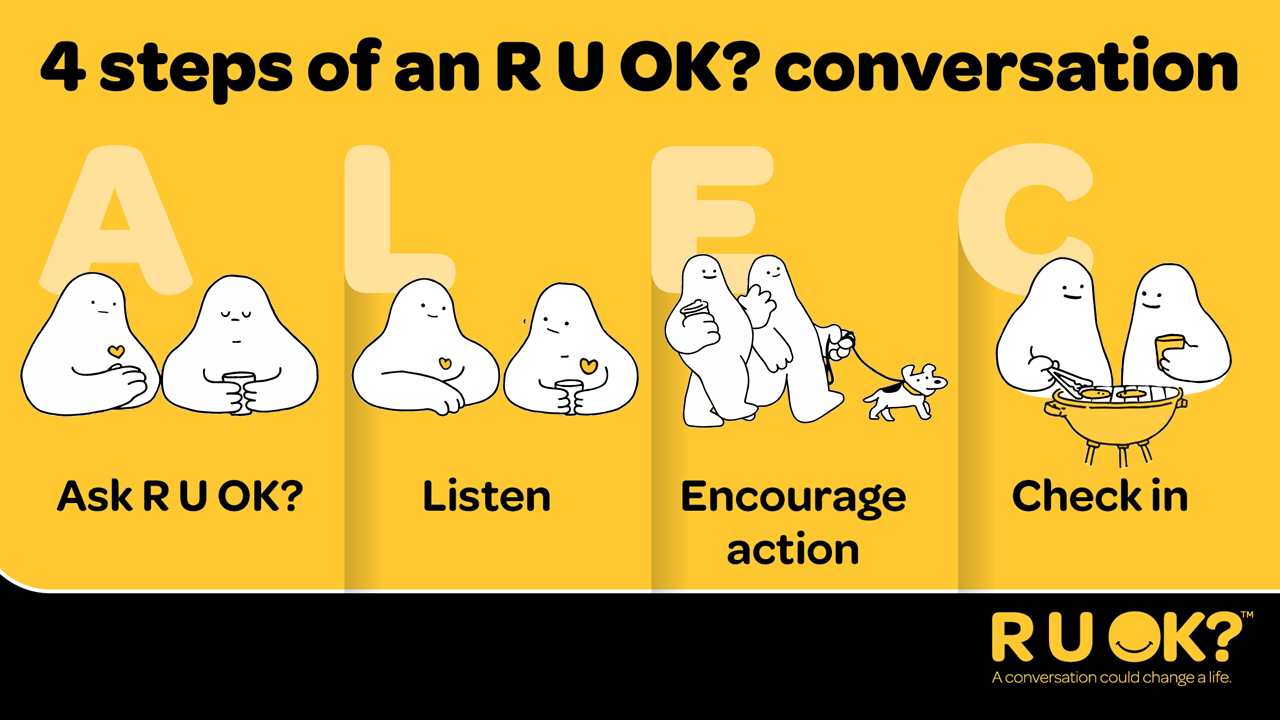 4 steps of an R U OK? conversation
A
L
E
C
Ask R U OK?
Listen
Encourage
action
Check in
R U OK?™
A conversation could change a life.